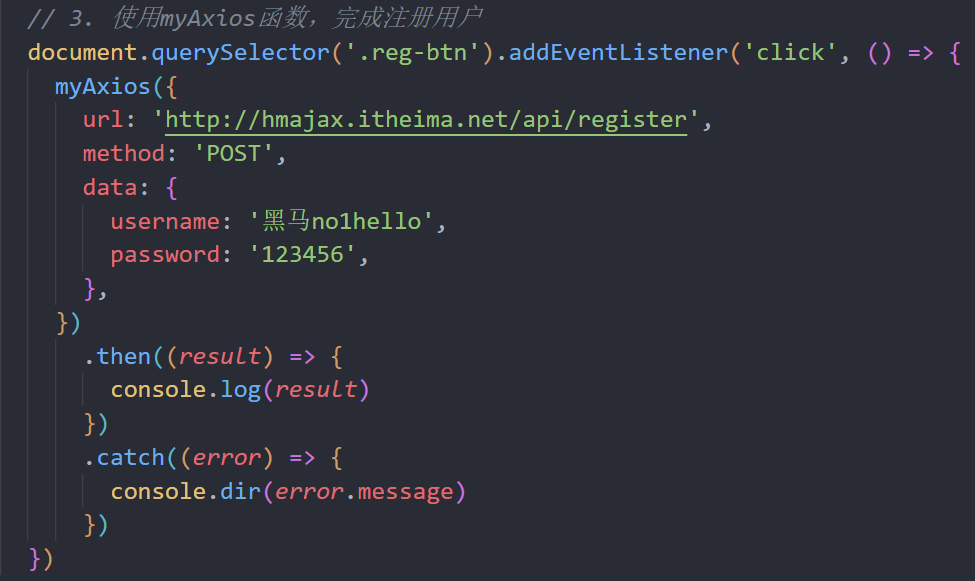 // 3. 使用myAxios函数，完成注册用户
document.querySelector('.reg-btn').addEventListener('click', () => {
  myAxios({
    url: 'http://hmajax.itheima.net/api/register',
    method: 'POST',
    data: {
      username: '黑马no1hello',
      password: '123456',
    },
  })
    .then((result) => {
      console.log(result)
    })
    .catch((error) => {
      console.dir(error.message)
    })
})